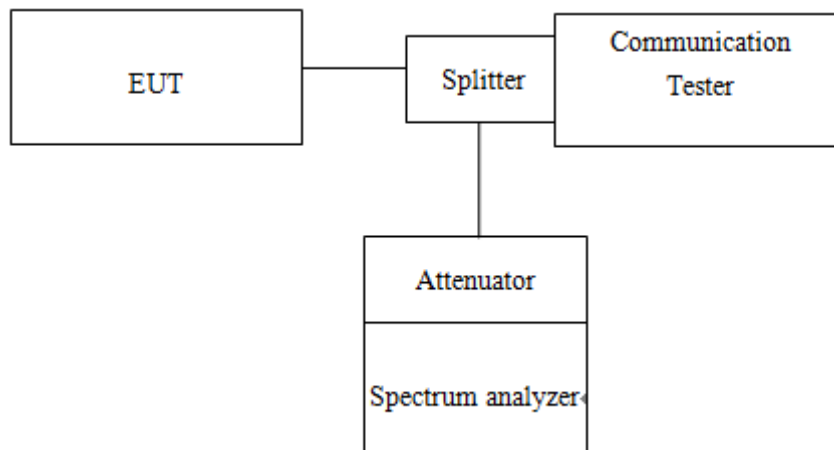 EUT
Splitter
Communication
Tester
Attenuator
Spectrum analyzer